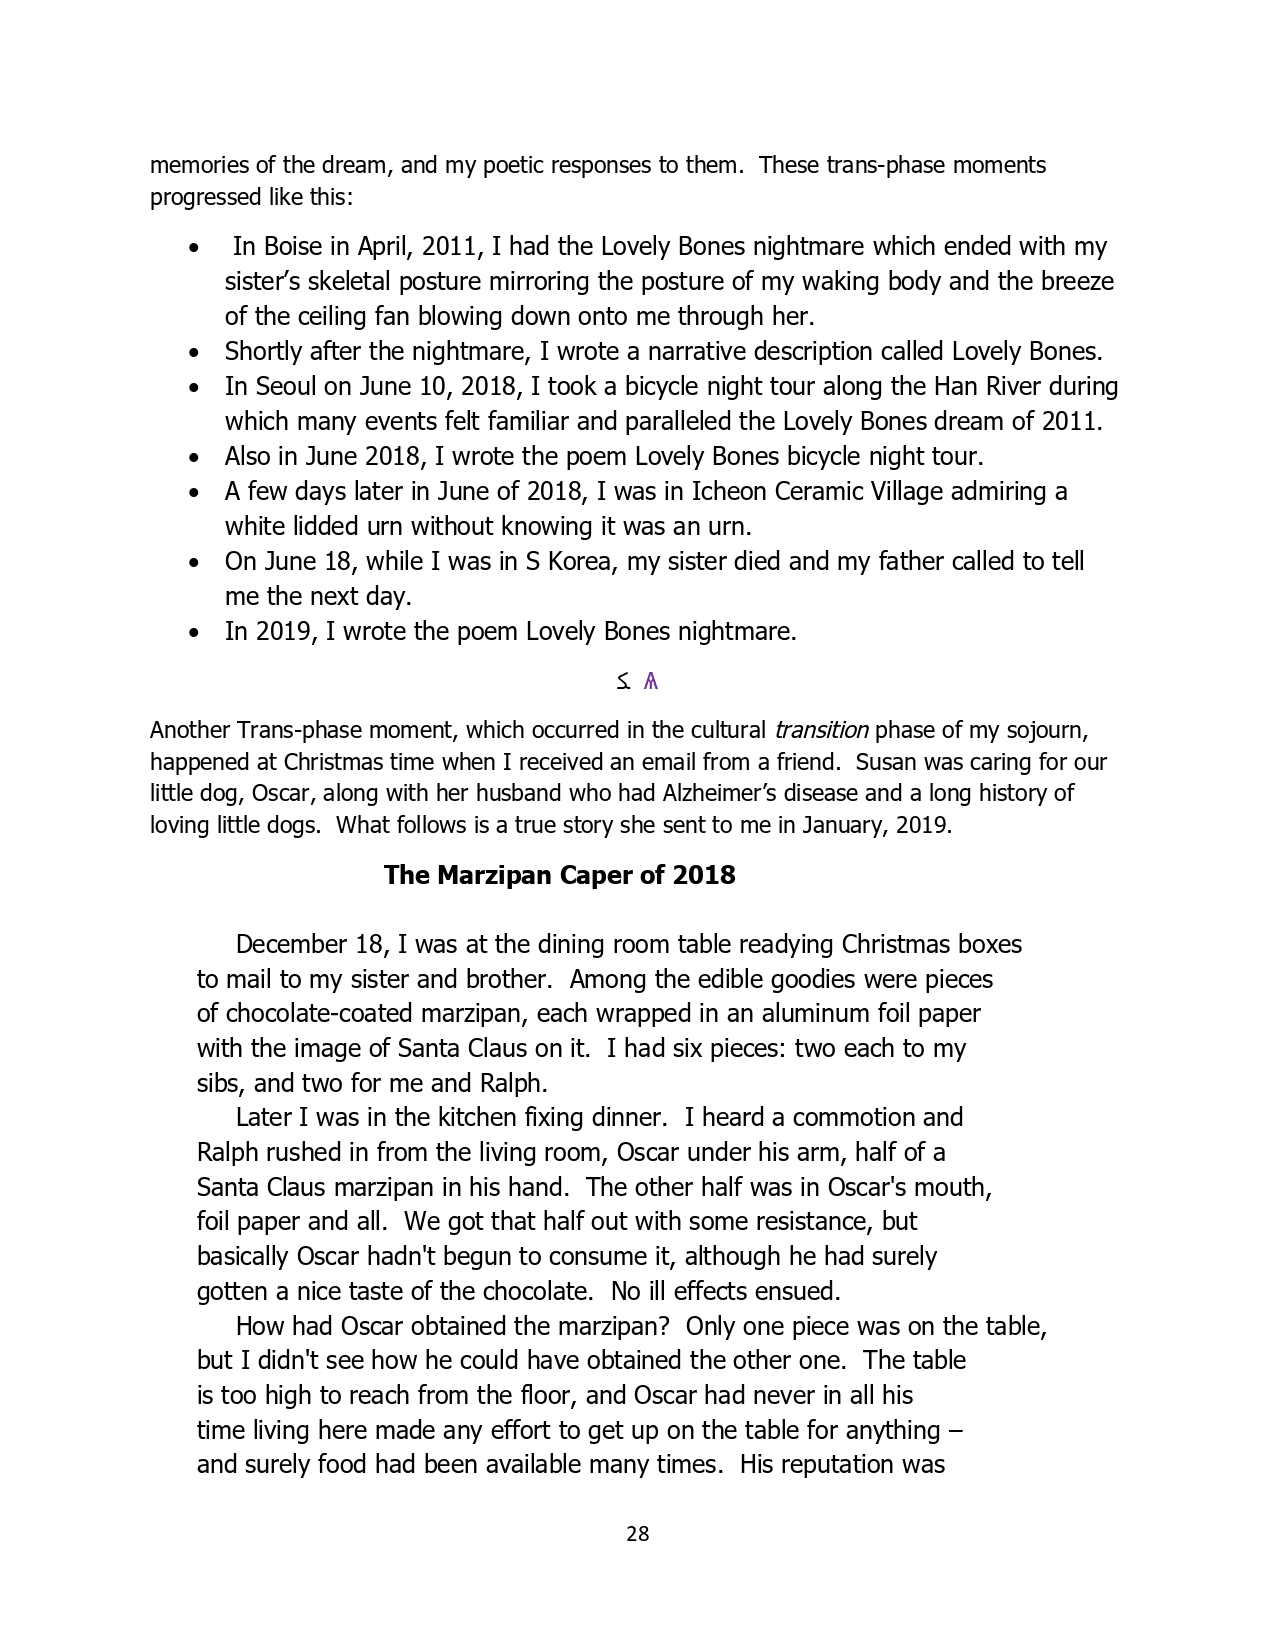 memories of the dream, and my poetic responses to them.  These trans-phase moments
progressed like this:
•  In Boise in April, 2011, I had the Lovely Bones nightmare which ended with my
sister’s skeletal posture mirroring the posture of my waking body and the breeze
of the ceiling fan blowing down onto me through her.
• Shortly after the nightmare, I wrote a narrative description called Lovely Bones.
• In Seoul on June 10, 2018, I took a bicycle night tour along the Han River during
which many events felt familiar and paralleled the Lovely Bones dream of 2011.
• Also in June 2018, I wrote the poem Lovely Bones bicycle night tour.
• A few days later in June of 2018, I was in Icheon Ceramic Village admiring a
white lidded urn without knowing it was an urn.
• On June 18, while I was in S Korea, my sister died and my father called to tell
me the next day.
• In 2019, I wrote the poem Lovely Bones nightmare.
Another Trans-phase moment, which occurred in the cultural transition phase of my sojourn,
happened at Christmas time when I received an email from a friend.  Susan was caring for our
little dog, Oscar, along with her husband who had Alzheimer’s disease and a long history of
loving little dogs.  What follows is a true story she sent to me in January, 2019.
The Marzipan Caper of 2018
December 18, I was at the dining room table readying Christmas boxes
to mail to my sister and brother.  Among the edible goodies were pieces
of chocolate-coated marzipan, each wrapped in an aluminum foil paper
with the image of Santa Claus on it.  I had six pieces: two each to my
sibs, and two for me and Ralph.
Later I was in the kitchen fixing dinner.  I heard a commotion and
Ralph rushed in from the living room, Oscar under his arm, half of a
Santa Claus marzipan in his hand.  The other half was in Oscar's mouth,
foil paper and all.  We got that half out with some resistance, but
basically Oscar hadn't begun to consume it, although he had surely
gotten a nice taste of the chocolate.  No ill effects ensued.
How had Oscar obtained the marzipan?  Only one piece was on the table,
but I didn't see how he could have obtained the other one.  The table
is too high to reach from the floor, and Oscar had never in all his
time living here made any effort to get up on the table for anything –
and surely food had been available many times.  His reputation was
28